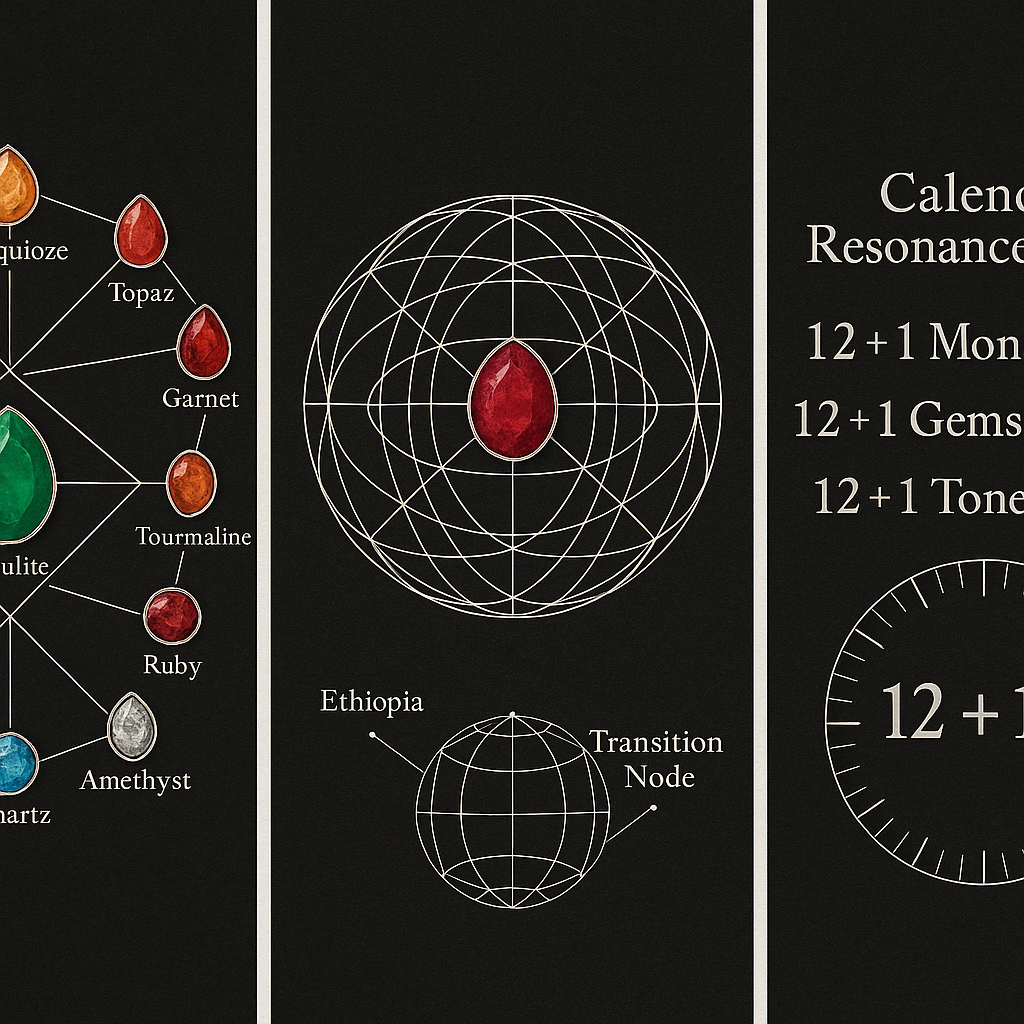 quioze
Topaz
Garnet
Tourmaline
ulite
Ruby
Amethyst
hartz
Ethiopia
Transition
Node
Calend
Resonance
12 + 1 Mon
12 + 1 Gems
12 + 1 Tone
12 + 1